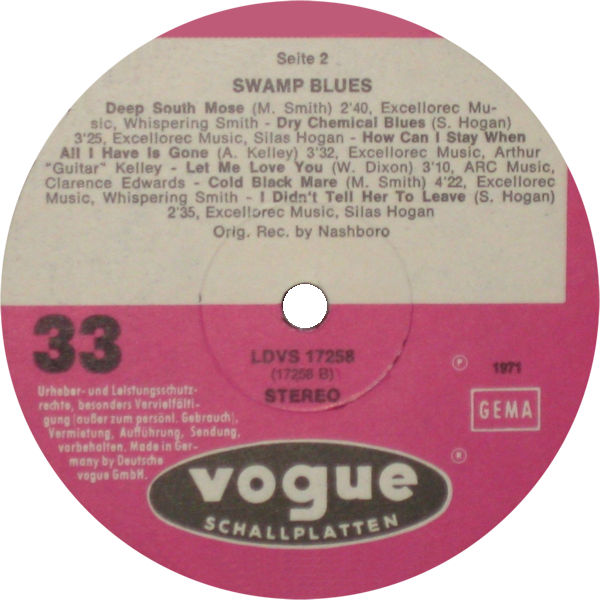 Seite 2
SWAMP BLUES
Deep South Mose (M. Smith) 2'40, Excellorec Mu-
sic, Whispering Smith - Dry Chemical Blues (S. Hogan)
3'25, Excellorec Music, Silas Hogan - How Can I Stay When
All I Have Is Gone (A. Kelley) 3'32, Excellorec Music, Arthur
"Guitar" Kelley - Let Me Love You (W. Dixon) 3'10, ARC Music,
Clarence Edwards - Cold Black Mare (M. Smith) 4'22, Excellorec
Music, Whispering Smith - I Didn't Tell Her To Leave (S. Hogan)
2'35, Excellorec Music, Silas Hogan
Orig. Rec. by Nashboro
33
LDVS 17258
(17258 B)
STEREO
Ⓟ 1971
GEMA
Urheber- und Leistungsschutz-
rechte, besonders Vervielfälti-
gung (außer zum persönl. Gebrauch),
Vermietung, Aufführung, Sendung,
vorbehalten. Made in Ger-
many by Deutsche
vogue GmbH.
®
vogue
SCHALLPLATTEN